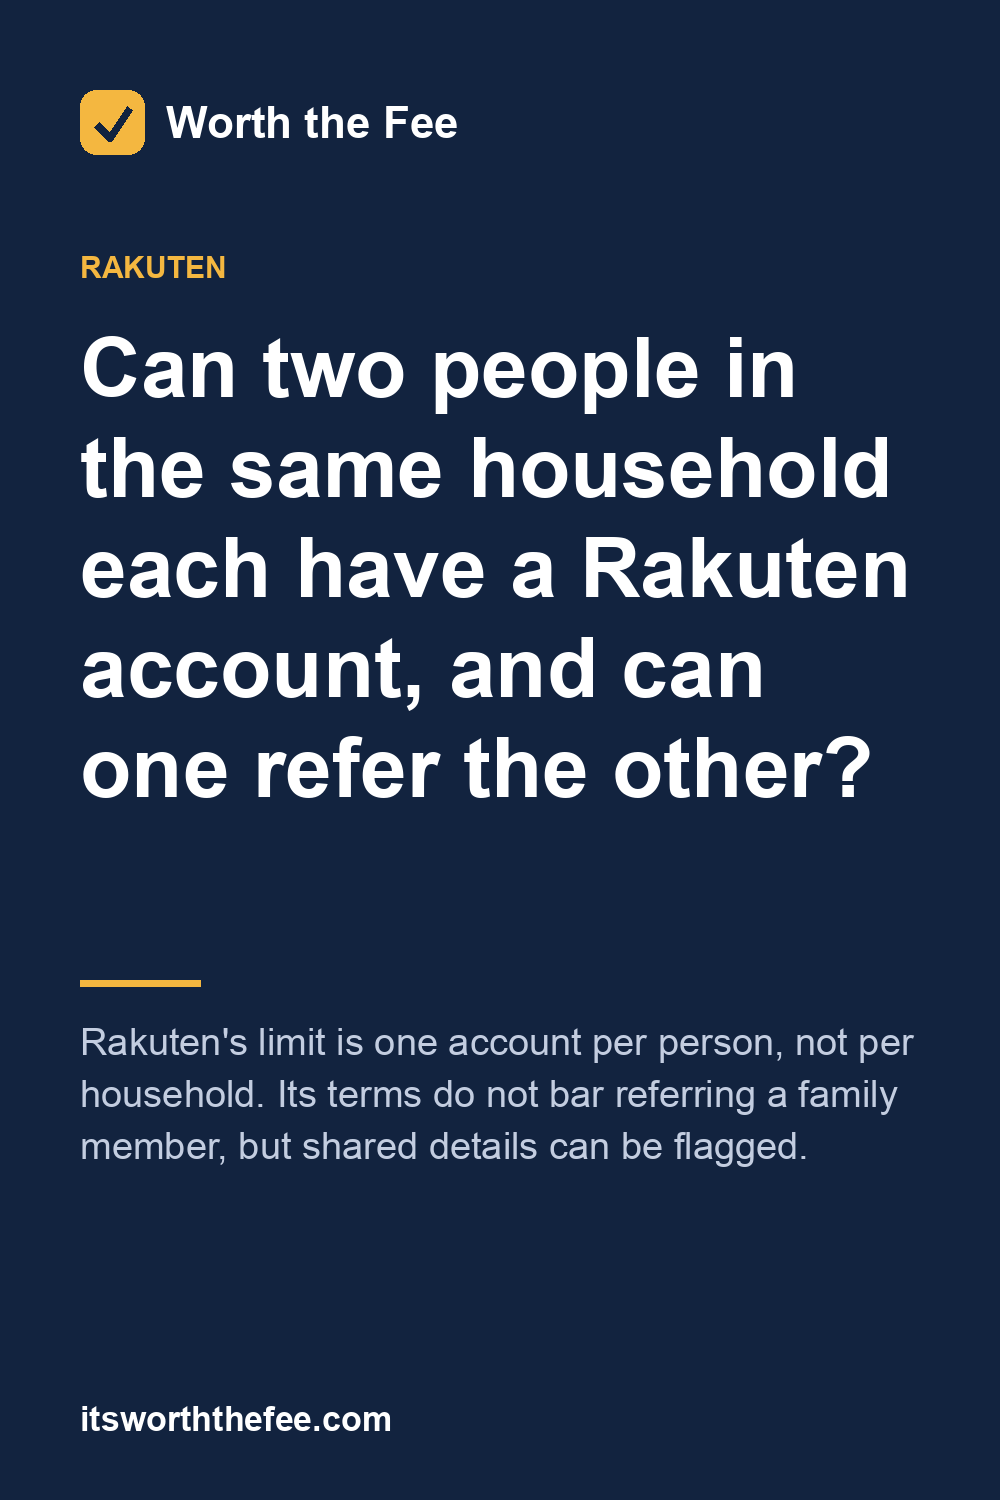 Worth the Fee
RAKUTEN
Can two people in
the same household
each have a Rakuten
account, and can
one refer the other?
Rakuten's limit is one account per person, not per
household. Its terms do not bar referring a family
member, but shared details can be flagged.
itsworththefee.com